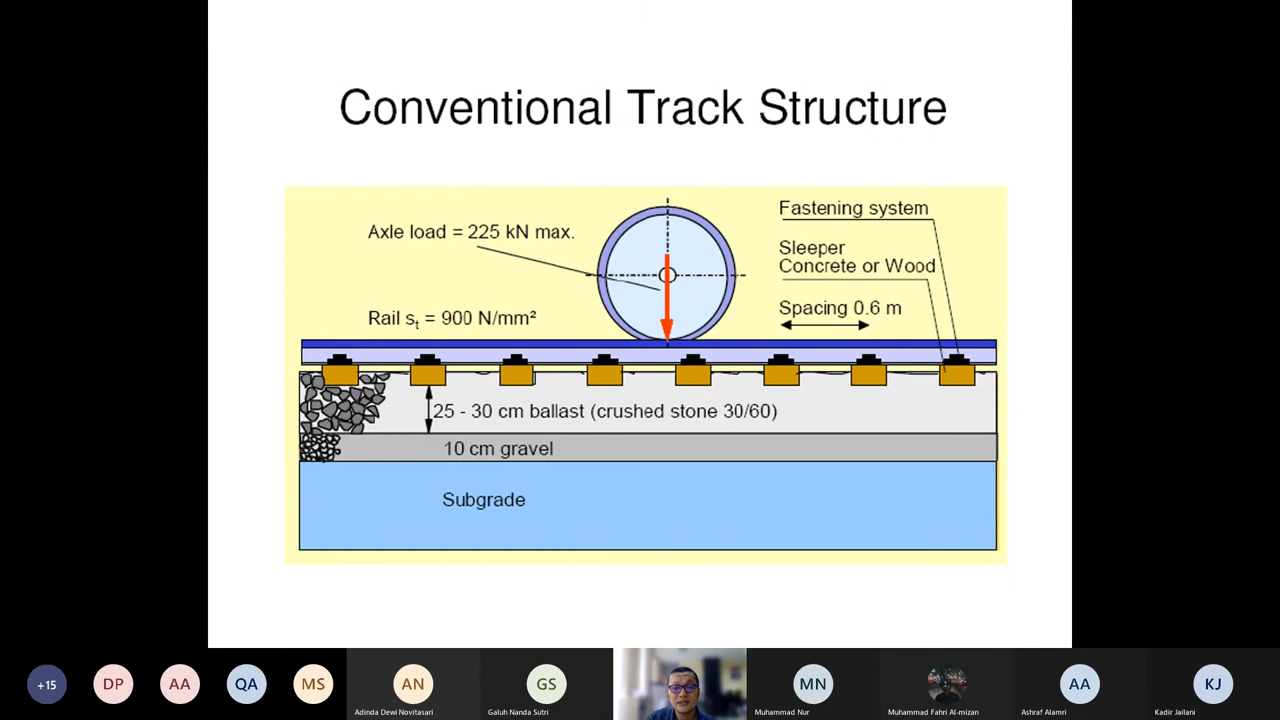 Conventional Track Structure
Fastening system
Axle load = 225 kN max.
Sleeper
Concrete or Wood
Spacing 0.6 m
Rail sₜ = 900 N/mm²
25 - 30 cm ballast (crushed stone 30/60)
10 cm gravel
Subgrade
+15
DP
AA
QA
MS
AN
GS
MN
AA
KJ
Adinda Dewi Novitasari
Galuh Nanda Sutri
Muhammad Nur
Muhammad Fahri Al-mizan
Ashraf Alamri
Kadir Jailani